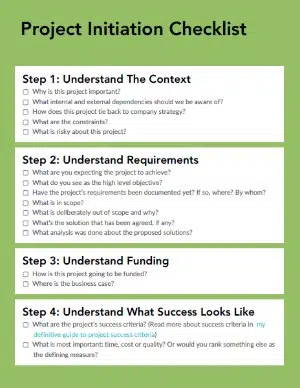 Project Initiation Checklist
Step 1: Understand The Context
Why is this project important?
What internal and external dependencies should we be aware of?
How does this project tie back to company strategy?
What are the constraints?
What is risky about this project?
Step 2: Understand Requirements
What are you expecting the project to achieve?
What do you see as the high level objective?
Have the project's requirements been documented yet? If so, where? By whom?
What is in scope?
What is deliberately out of scope and why?
What's the solution that has been agreed, if any?
What analysis was done about the proposed solutions?
Step 3: Understand Funding
How is this project going to be funded?
Where is the business case?
Step 4: Understand What Success Looks Like
What are the project's success criteria? (Read more about success criteria in my
definitive guide to project success criteria)
What is most important: time, cost or quality? Or would you rank something else as
the defining measure?